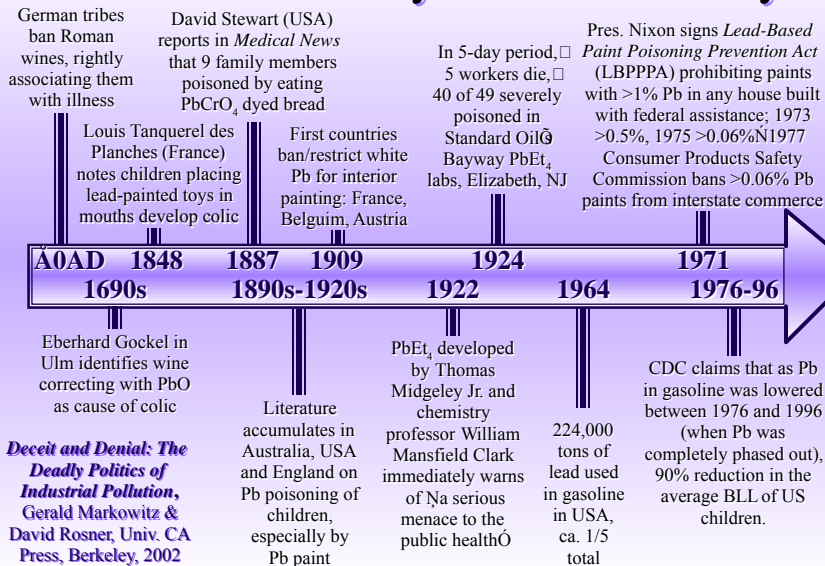 German tribes
ban Roman
wines, rightly
associating them
with illness
Louis Tanquerel des
Planches (France)
notes children placing
lead-painted toys in
mouths develop colic
David Stewart (USA)
reports in Medical News
that 9 family members
poisoned by eating
PbCrO4 dyed bread
First countries
ban/restrict white
Pb for interior
painting: France,
Belguim, Austria
In 5-day period,□
5 workers die,□
40 of 49 severely
poisoned in
Standard OilÕs
Bayway PbEt4
labs, Elizabeth, NJ
Pres. Nixon signs Lead-Based
Paint Poisoning Prevention Act
(LBPPPA) prohibiting paints
with >1% Pb in any house built
with federal assistance; 1973
>0.5%, 1975 >0.06%Ñ1977
Consumer Products Safety
Commission bans >0.06% Pb
paints from interstate commerce
Å0AD 1848 1887 1909 1924 1971
1690s 1890s-1920s 1922 1964 1976-96
Eberhard Gockel in
Ulm identifies wine
correcting with PbO
as cause of colic
Deceit and Denial: The
Deadly Politics of
Industrial Pollution,
Gerald Markowitz &
David Rosner, Univ. CA
Press, Berkeley, 2002
Literature
accumulates in
Australia, USA
and England on
Pb poisoning of
children,
especially by
Pb paint
PbEt4 developed
by Thomas
Midgeley Jr. and
chemistry
professor William
Mansfield Clark
immediately warns
of Ņa serious
menace to the
public healthÓ
224,000
tons of
lead used
in gasoline
in USA,
ca. 1/5
total
CDC claims that as Pb
in gasoline was lowered
between 1976 and 1996
(when Pb was
completely phased out),
90% reduction in the
average BLL of US
children.